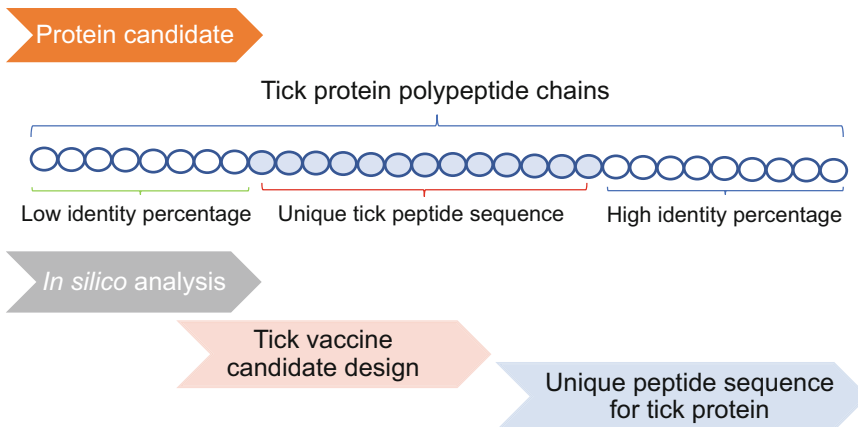 Protein candidate
Tick protein polypeptide chains
Low identity percentage
Unique tick peptide sequence
High identity percentage
In silico analysis
Tick vaccine
candidate design
Unique peptide sequence
for tick protein